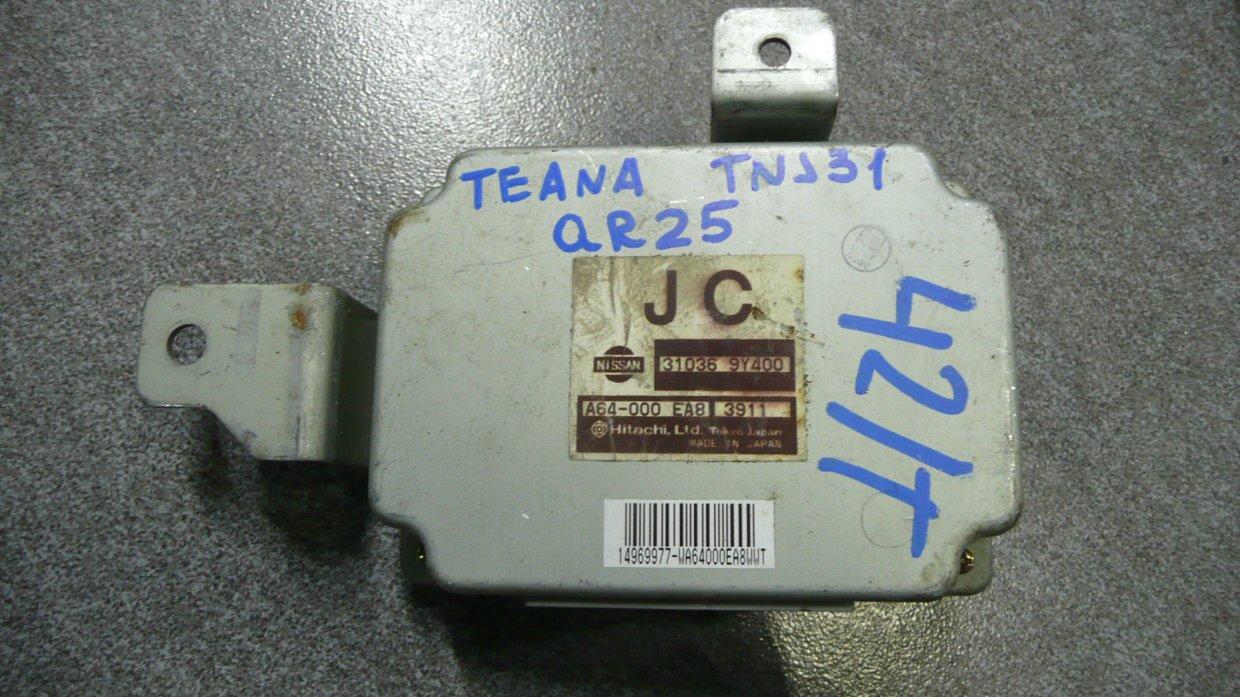 TEANA TNJ31
QR25
JC
NISSAN 31036 9Y400
A64-000 EA8 3911
Hitachi, Ltd. Tokyo Japan
MADE IN JAPAN
14969977-WA64000EA8WWT